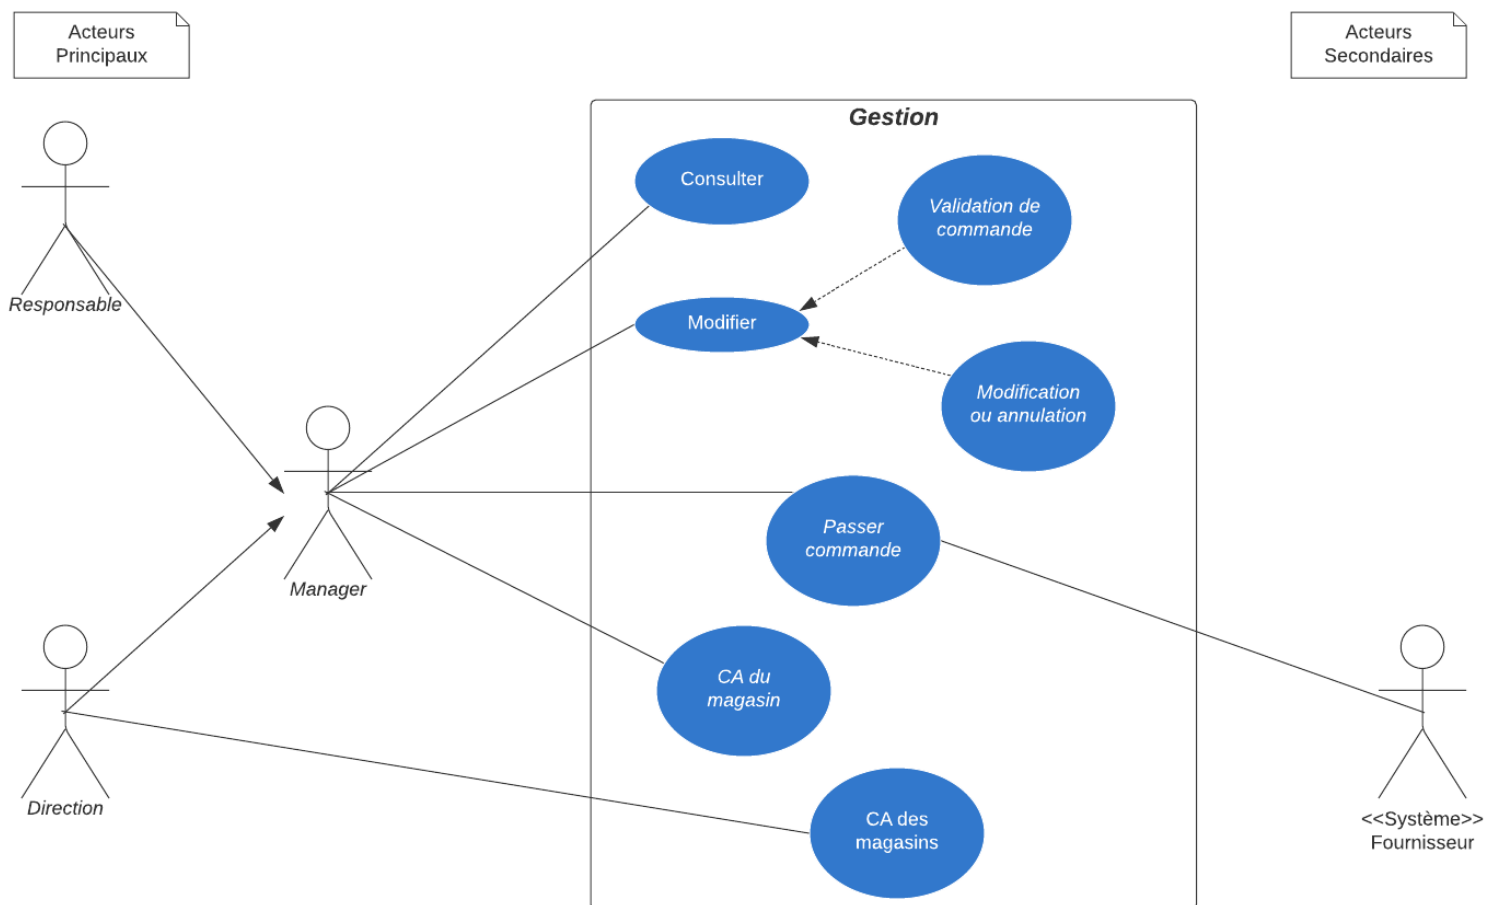 Acteurs
Principaux
Acteurs
Secondaires
Gestion
Consulter
Validation de
commande
Responsable
Modifier
Modification
ou annulation
Passer
commande
Manager
CA du
magasin
Direction
CA des
magasins
<<Système>>
Fournisseur